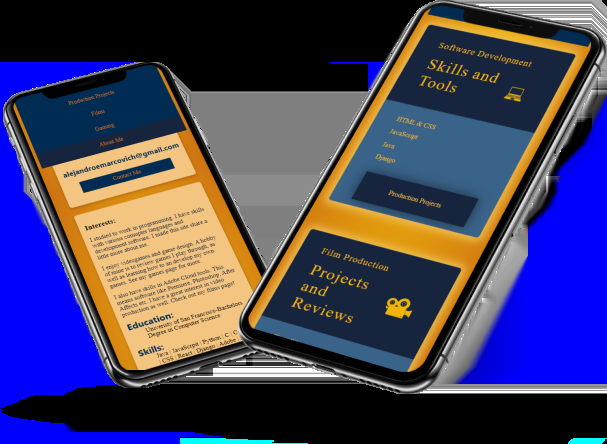 Production Projects
Films
Gaming
About Me
alejandroemarcovich@gmail.com
Contact Me
Interests:
I studied to work in programming. I have skills
with various computer languages and
development software. I made this site share a
little more about me.
I enjoy videogames and game design. A hobby
of mine is to review games I play through, as
well as learning how to develop my own
games. See my games page for more.
I also have skills in Adobe Cloud tools. This
means software like Premiere, Photoshop, After
Affects etc. I have a great interest in video
production as well. Check out my films page!
Education:
University of San Francisco-Bachelors
Degree in Computer Science
Skills:
Java | JavaScript | Python | C | C
| CSS | React | Django | Adobe
Software Development
Skills and
Tools
HTML & CSS
JavaScript
Java
Django
Production Projects
Film Production
Projects
and
Reviews